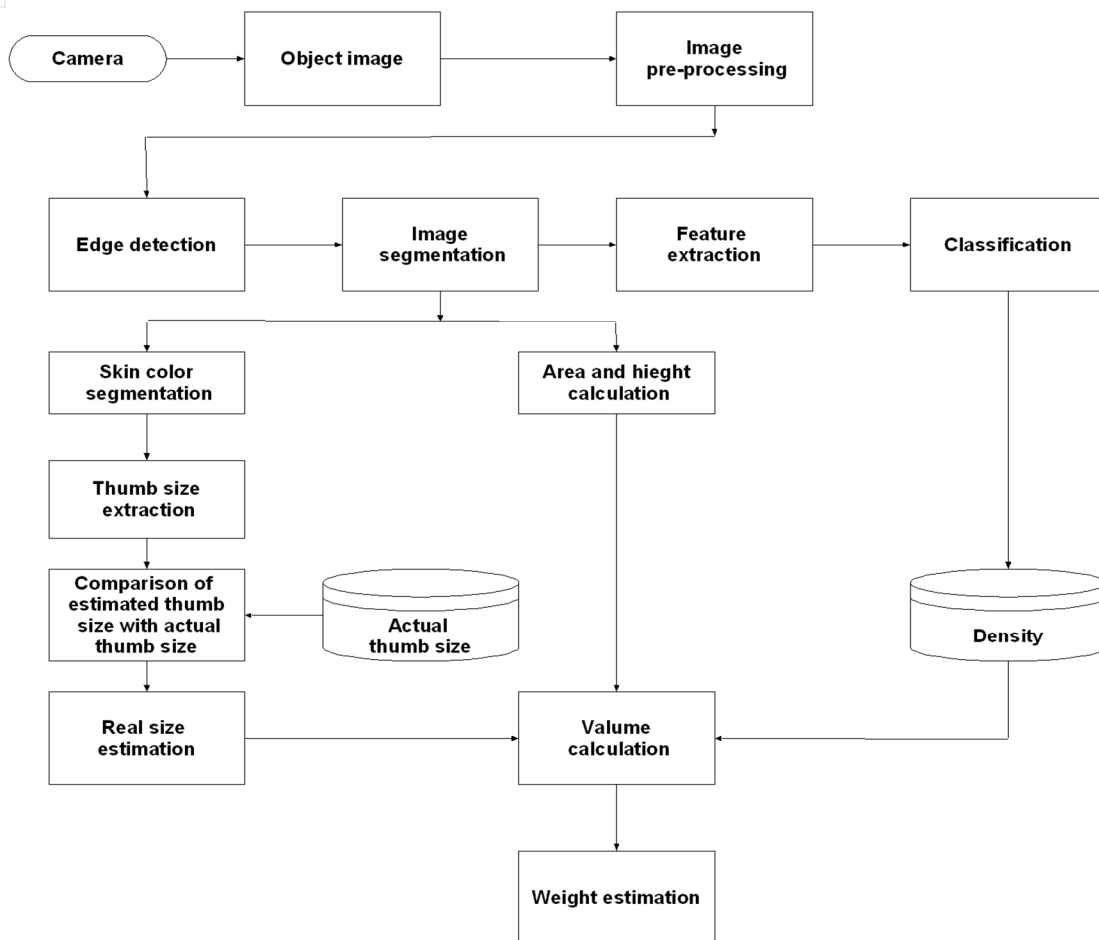 Camera
Object image
Image
pre-processing
Edge detection
Image
segmentation
Feature
extraction
Classification
Skin color
segmentation
Area and hieght
calculation
Thumb size
extraction
Comparison of
estimated thumb
size with actual
thumb size
Actual
thumb size
Density
Real size
estimation
Valume
calculation
Weight estimation